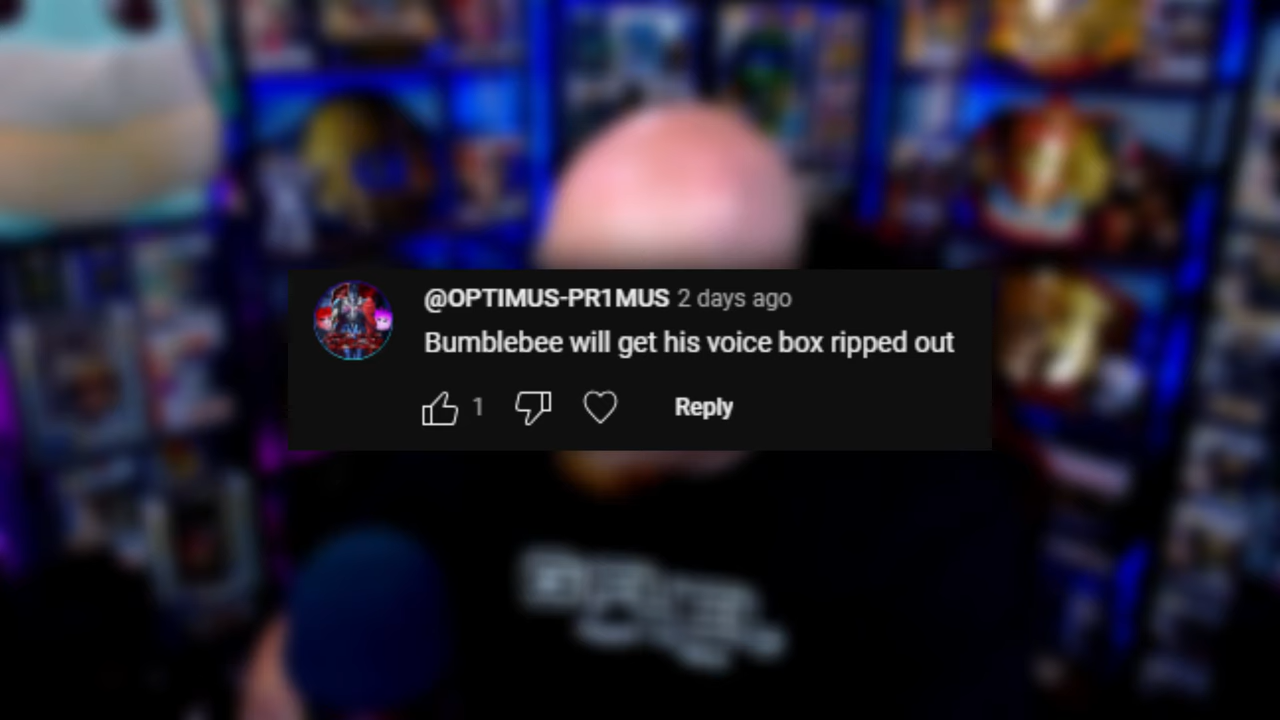 @OPTIMUS-PR1MUS 2 days ago
Bumblebee will get his voice box ripped out
1
Reply